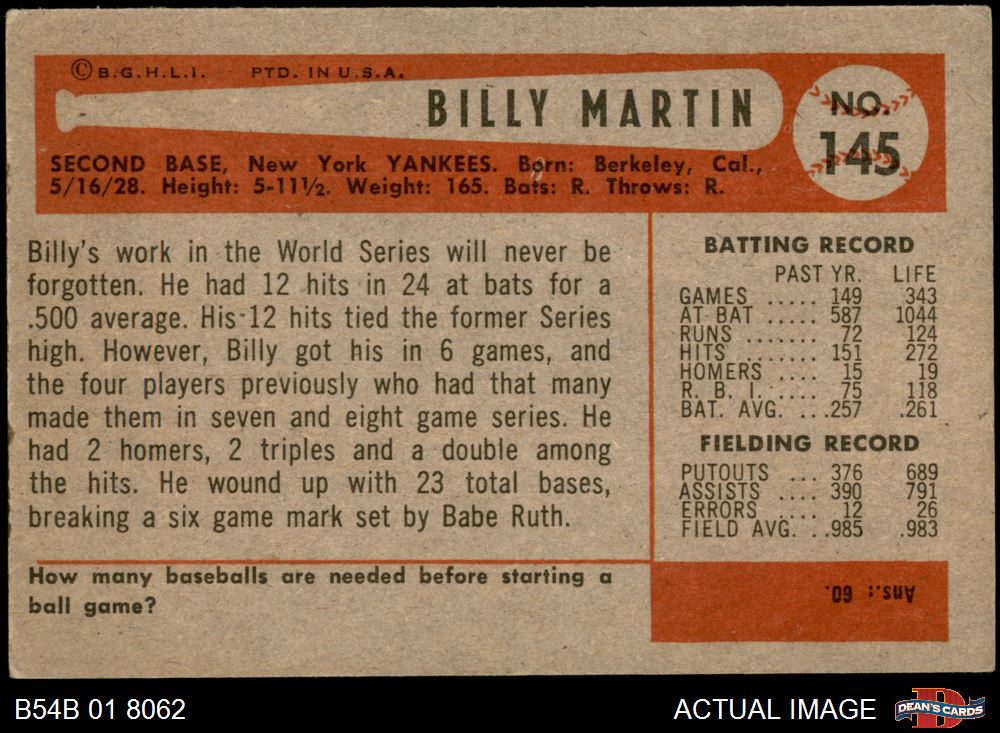 © B.G.H.L.I. PTD. IN U.S.A.
BILLY MARTIN
NO.
145
SECOND BASE, New York YANKEES. Born: Berkeley, Cal.,
5/16/28. Height: 5-11½. Weight: 165. Bats: R. Throws: R.
Billy's work in the World Series will never be
forgotten. He had 12 hits in 24 at bats for a
.500 average. His 12 hits tied the former Series
high. However, Billy got his in 6 games, and
the four players previously who had that many
made them in seven and eight game series. He
had 2 homers, 2 triples and a double among
the hits. He wound up with 23 total bases,
breaking a six game mark set by Babe Ruth.
How many baseballs are needed before starting a
ball game?
BATTING RECORD
PAST YR. LIFE
GAMES ..... 149 343
AT BAT ..... 587 1044
RUNS ..... 72 124
HITS ....... 151 272
HOMERS .... 15 19
R. B. I. .... 75 118
BAT. AVG. ... .257 .261
FIELDING RECORD
PUTOUTS ... 376 689
ASSISTS .... 390 791
ERRORS .... 12 26
FIELD AVG. . .985 .983
Ans.: 60.
B54B 01 8062
ACTUAL IMAGE
DEAN'S CARDS